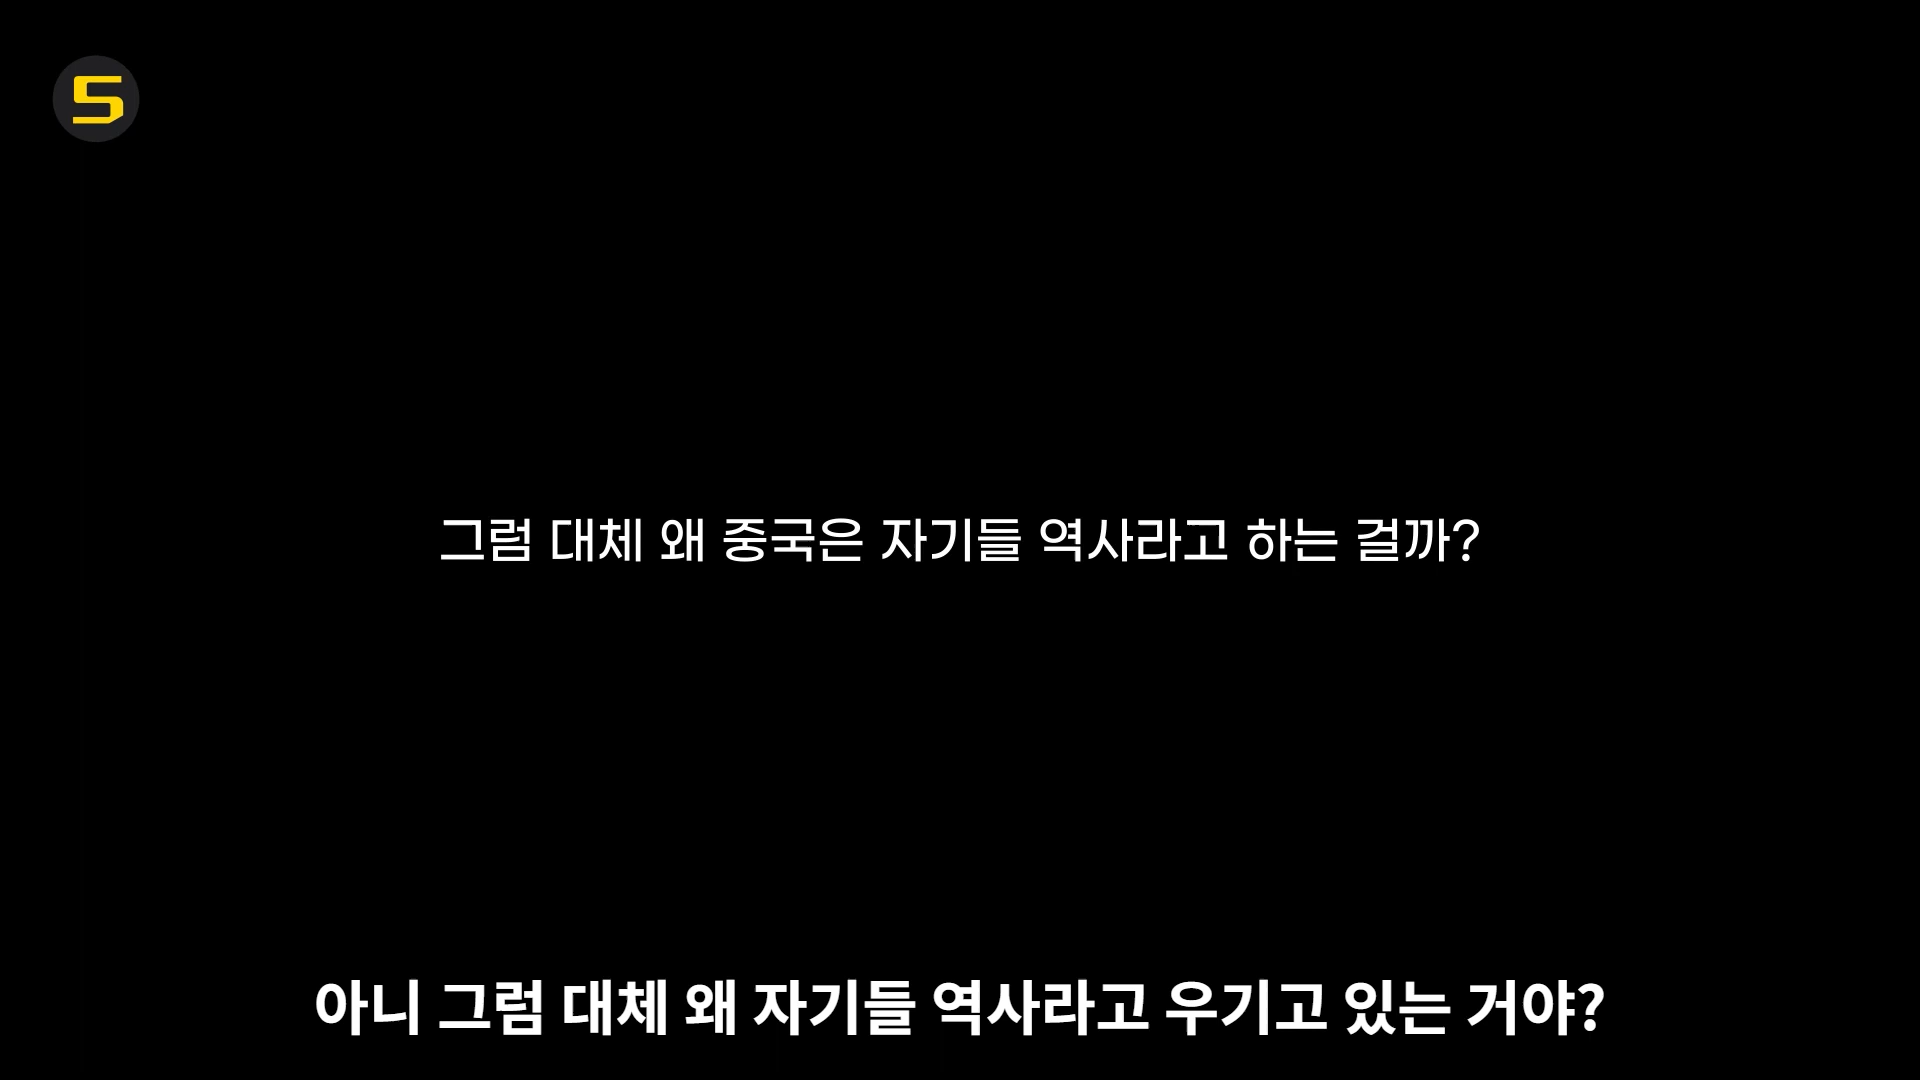 5
그럼 대체 왜 중국은 자기들 역사라고 하는 걸까?
아니 그럼 대체 왜 자기들 역사라고 우기고 있는 거야?